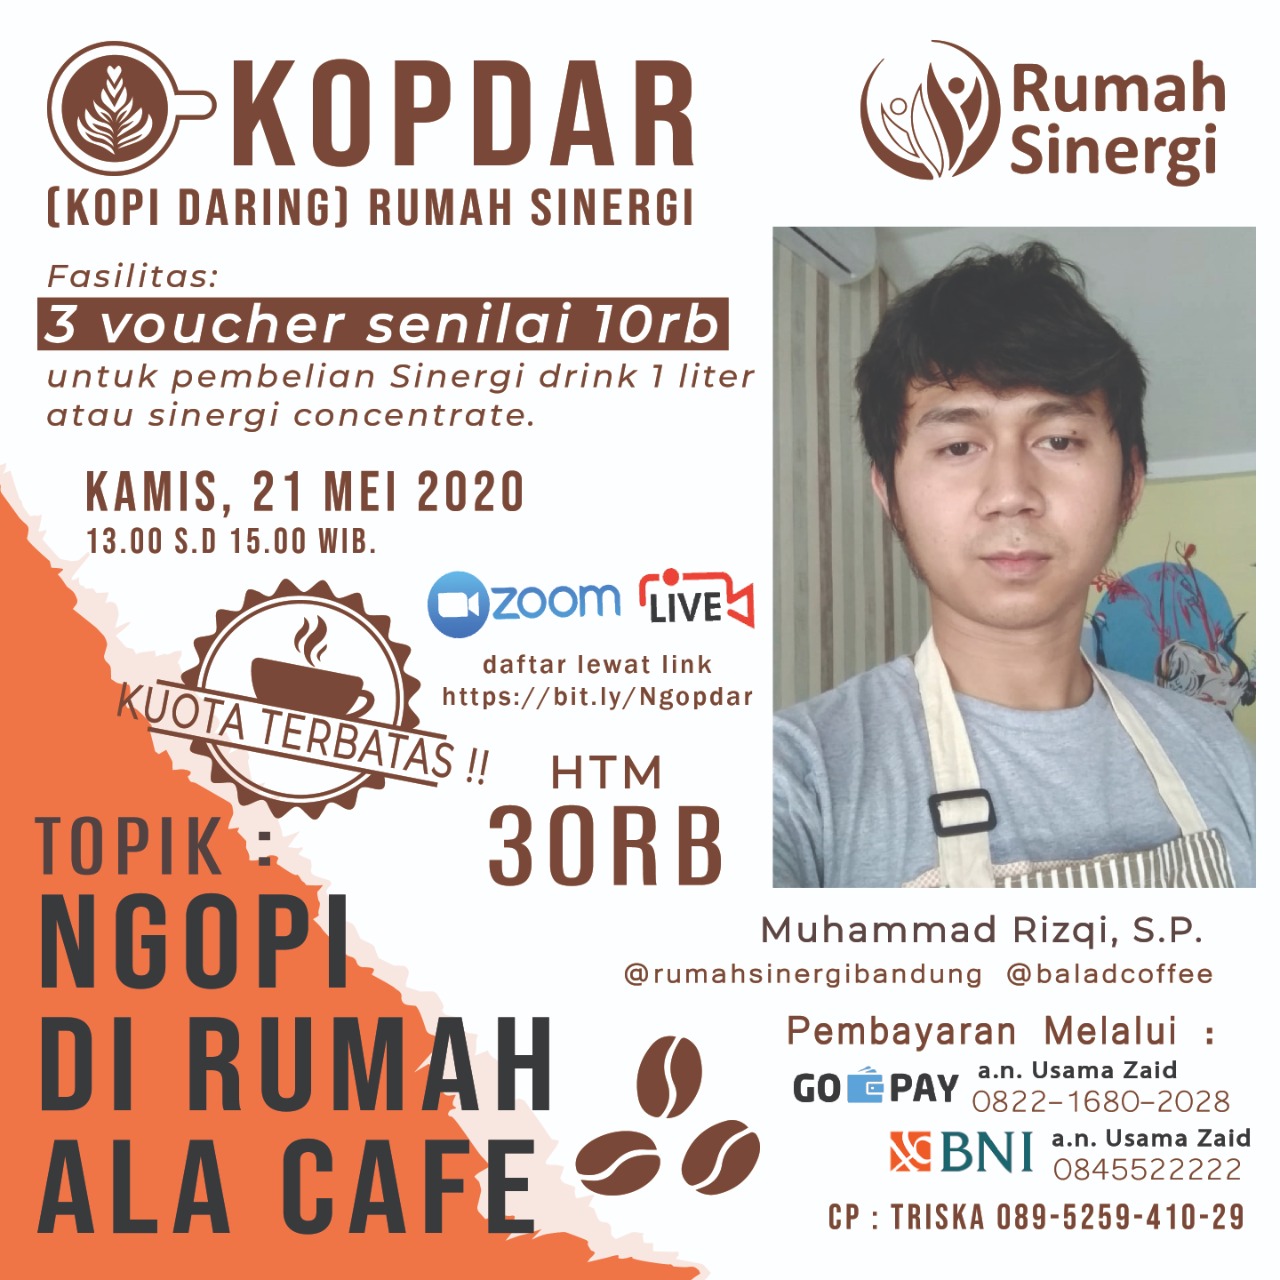 KOPDAR
(KOPI DARING) RUMAH SINERGI
Rumah
Sinergi
Fasilitas:
3 voucher senilai 10rb
untuk pembelian Sinergi drink 1 liter
atau sinergi concentrate.
KAMIS, 21 MEI 2020
13.00 S.D 15.00 WIB.
zoom LIVE
daftar lewat link
https://bit.ly/Ngopdar
KUOTA TERBATAS !!
HTM
30RB
TOPIK :
NGOPI
DI RUMAH
ALA CAFE
Muhammad Rizqi, S.P.
@rumahsinergibandung @baladcoffee
Pembayaran Melalui :
GO PAY a.n. Usama Zaid
0822-1680-2028
BNI a.n. Usama Zaid
0845522222
CP : TRISKA 089-5259-410-29